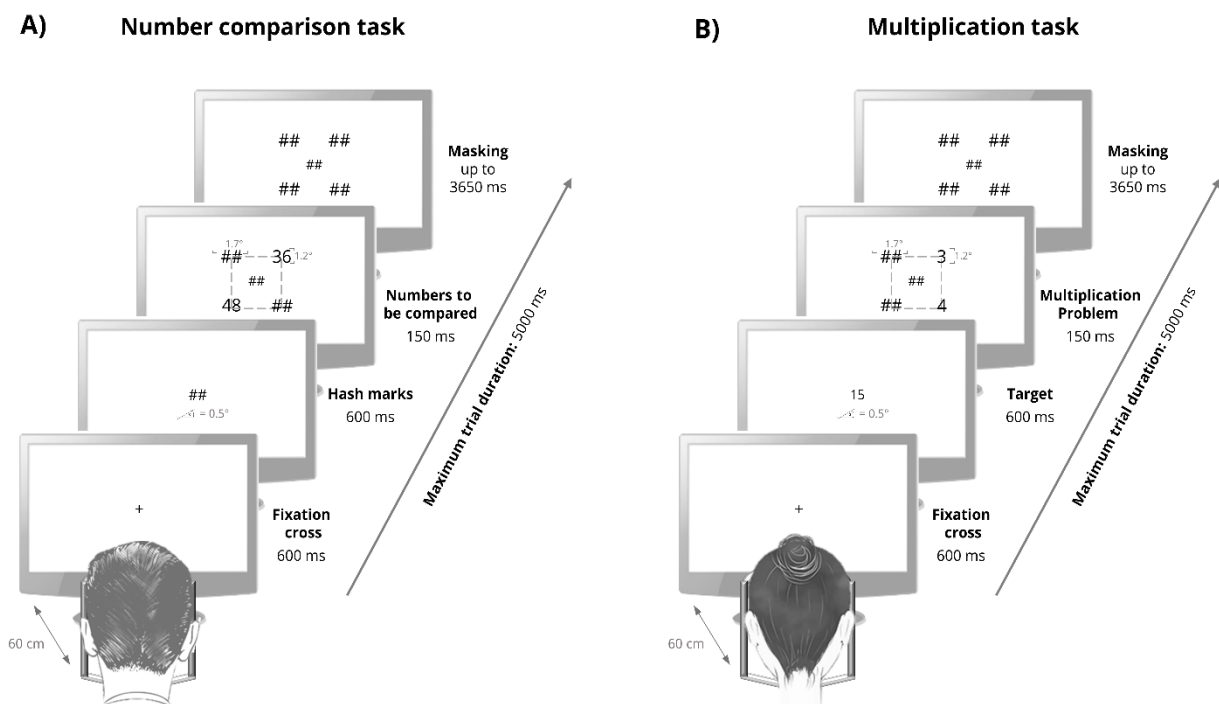 A) Number comparison task
## ##
##
## ##
Masking
up to
3650 ms
1.7°
## 36 1.2°
##
48 ##
Numbers to
be compared
150 ms
##
= 0.5°
Hash marks
600 ms
+
Fixation
cross
600 ms
60 cm
Maximum trial duration: 5000 ms
B) Multiplication task
## ##
##
## ##
Masking
up to
3650 ms
1.7°
## 3 1.2°
##
## 4
Multiplication
Problem
150 ms
15
= 0.5°
Target
600 ms
+
Fixation
cross
600 ms
60 cm
Maximum trial duration: 5000 ms